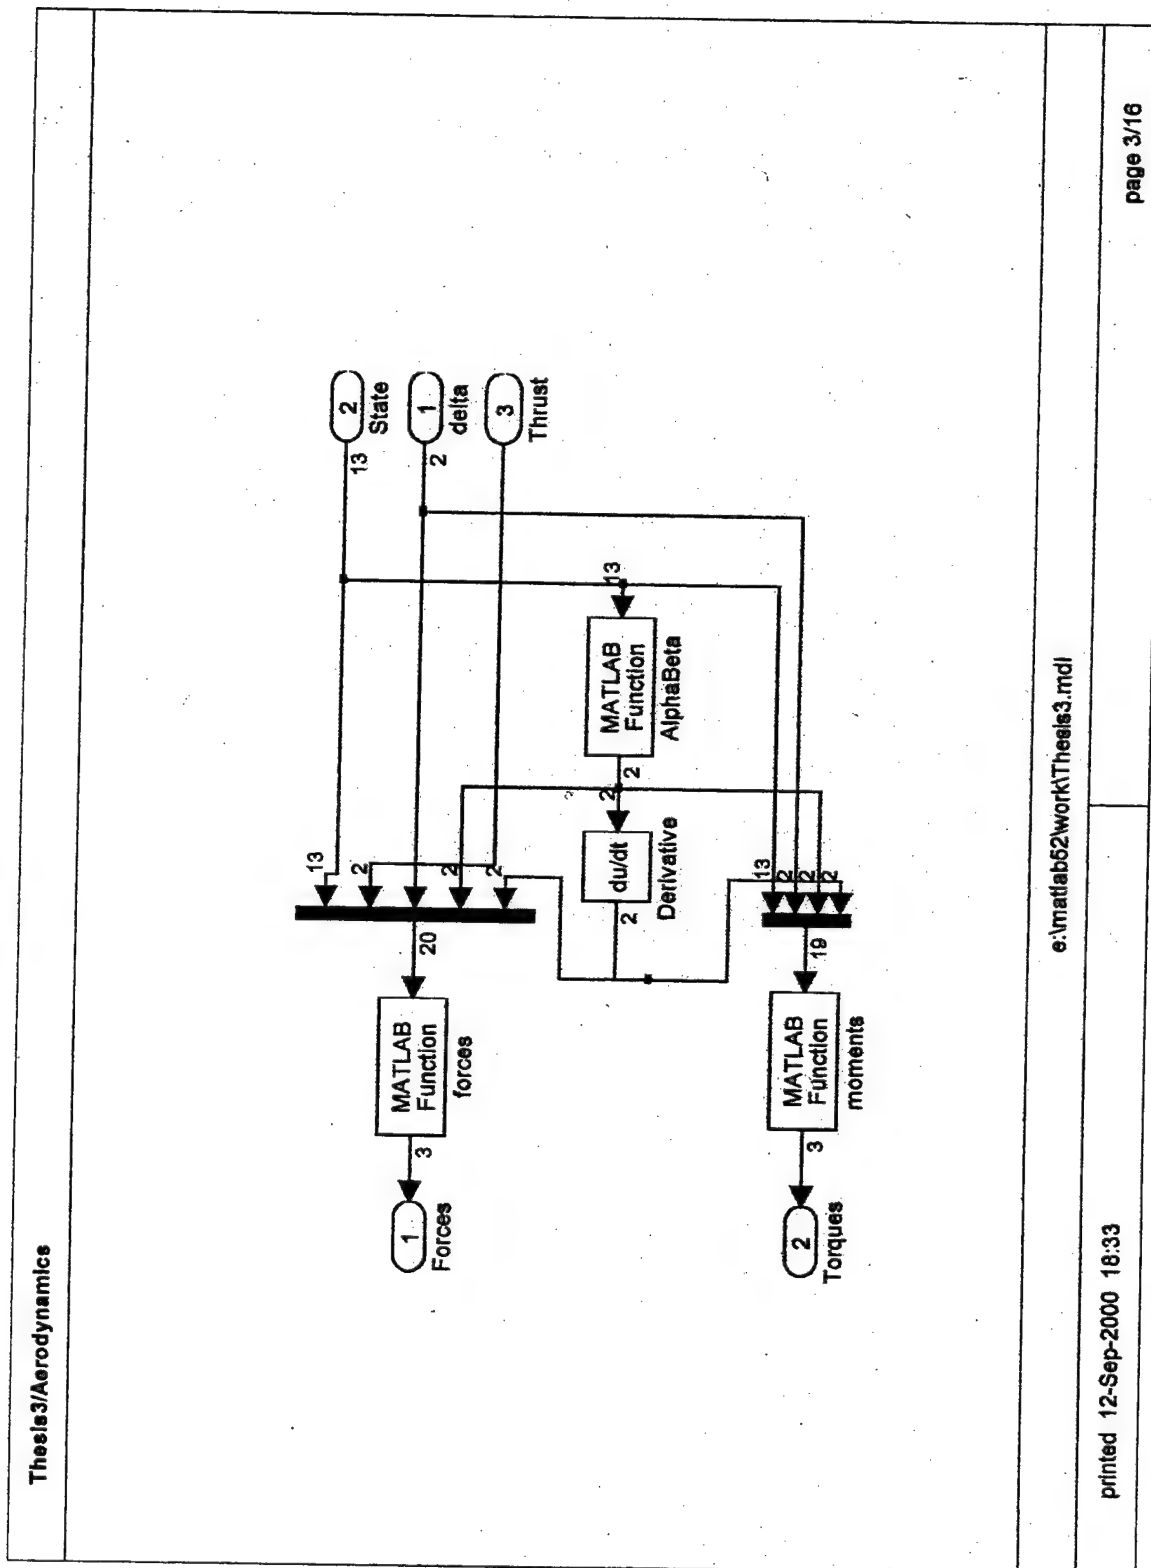 Thesis3/Aerodynamics
2
State
13
1
delta
2
3
Thrust
13
MATLAB
Function
AlphaBeta
2
2
du/dt
Derivative
2
13
2
2
2
20
MATLAB
Function
forces
3
1
Forces
13
2
2
2
19
MATLAB
Function
moments
3
2
Torques
e:\matlab52\work\Thesis3.mdl
printed 12-Sep-2000 18:33
page 3/16